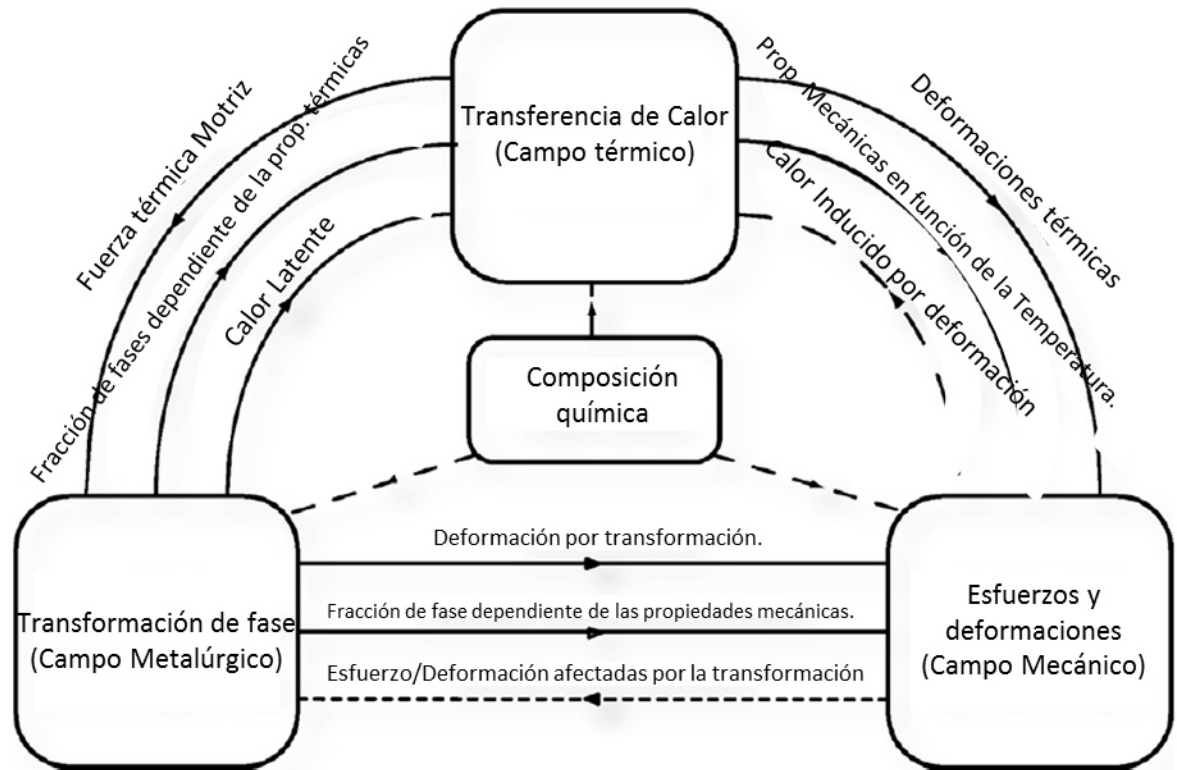 Transferencia de Calor
(Campo térmico)
Fuerza térmica Motriz
Fracción de fases dependiente de la prop. térmicas
Calor Latente
Deformaciones térmicas
Prop. Mecánicas en función de la Temperatura.
Calor Inducido por deformación
Composición
química
Deformación por transformación.
Fracción de fase dependiente de las propiedades mecánicas.
Esfuerzo/Deformación afectadas por la transformación
Transformación de fase
(Campo Metalúrgico)
Esfuerzos y
deformaciones
(Campo Mecánico)